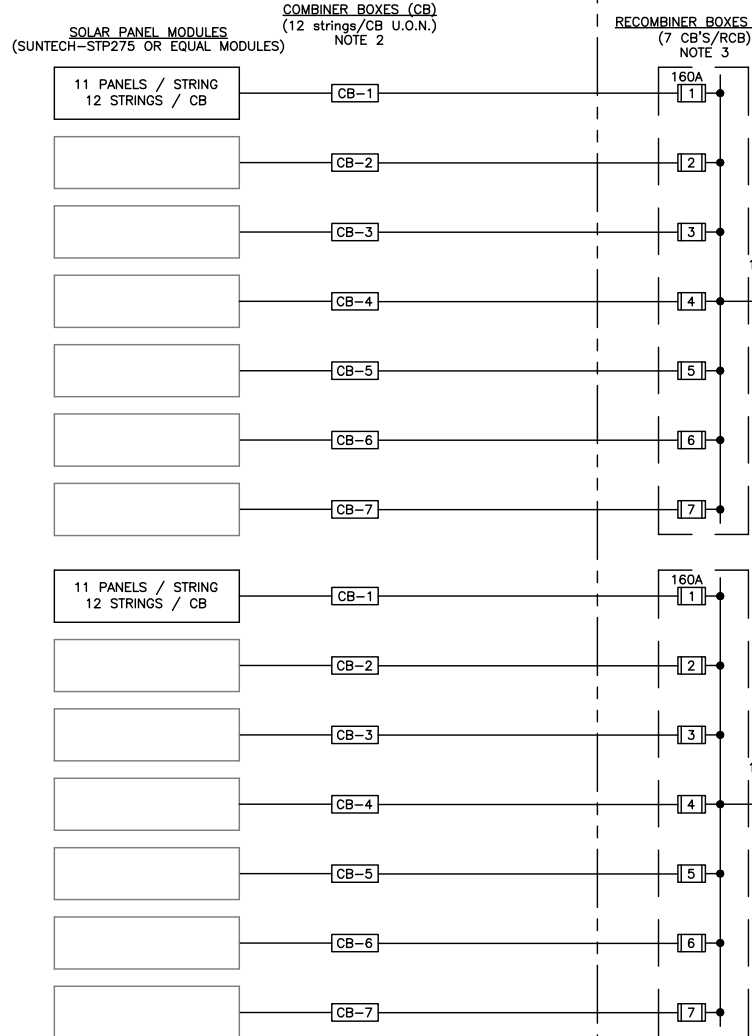 SOLAR PANEL MODULES
(SUNTECH-STP275 OR EQUAL MODULES)
COMBINER BOXES (CB)
(12 strings/CB U.O.N.)
NOTE 2
RECOMBINER BOXES
(7 CB'S/RCB)
NOTE 3
11 PANELS / STRING
12 STRINGS / CB
CB-1
160A
1
CB-2
2
CB-3
3
CB-4
4
CB-5
5
CB-6
6
CB-7
7
11 PANELS / STRING
12 STRINGS / CB
CB-1
160A
1
CB-2
2
CB-3
3
CB-4
4
CB-5
5
CB-6
6
CB-7
7